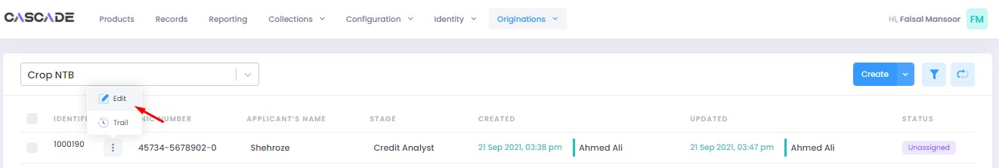 CASCADE Products Records Reporting Collections Configuration Identity Originations Hi, Faisal Mansoor FM
Crop NTB Create
Edit
Trail
IDENTIFI NIC NUMBER APPLICANT'S NAME STAGE CREATED UPDATED STATUS
1000190 45734-5678902-0 Shehroze Credit Analyst 21 Sep 2021, 03:38 pm Ahmed Ali 21 Sep 2021, 03:47 pm Ahmed Ali Unassigned